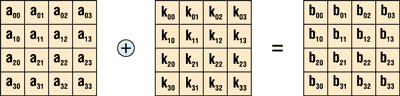 a00 a01 a02 a03 k00 k01 k02 k03 b00 b01 b02 b03
a10 a11 a12 a13 k10 k11 k12 k13 b10 b11 b12 b13
⊕ =
a20 a21 a22 a23 k20 k21 k22 k23 b20 b21 b22 b23
a30 a31 a32 a33 k30 k31 k32 k33 b30 b31 b32 b33